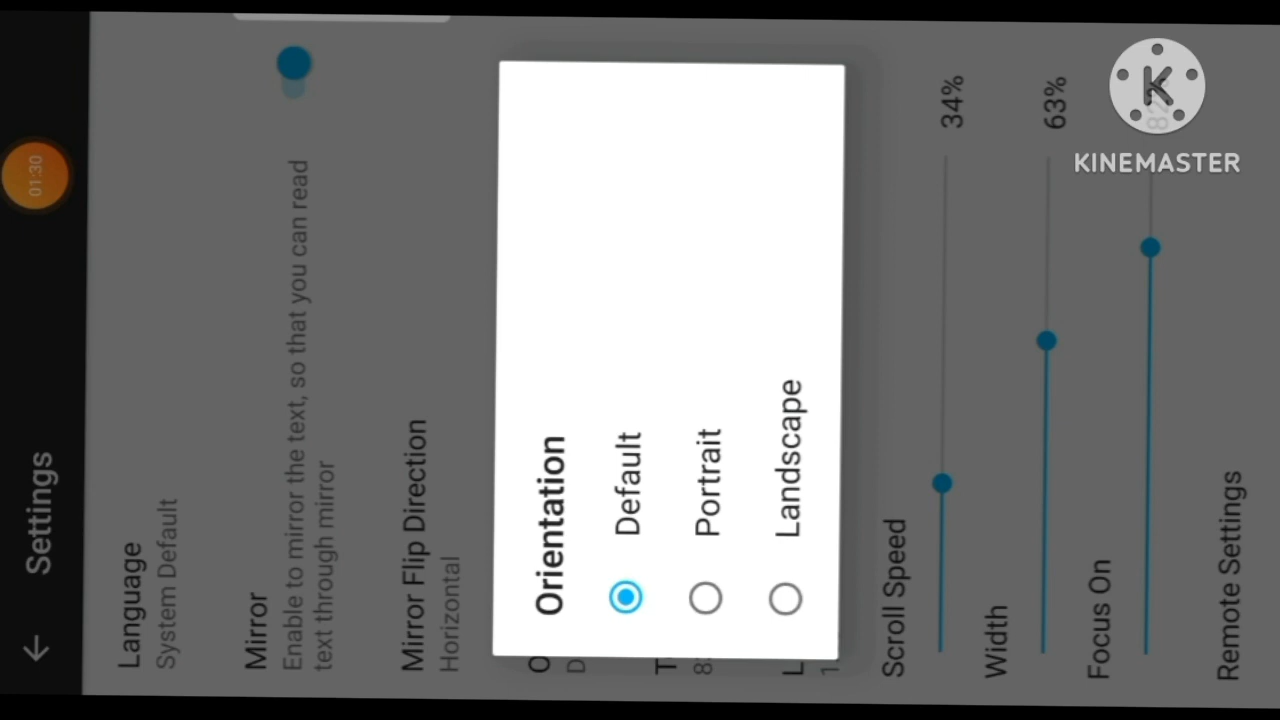 01:30
Settings
Language
System Default
Mirror
Enable to mirror the text, so that you can read
text through mirror
Mirror Flip Direction
Horizontal
Orientation
Default
Portrait
Landscape
Scroll Speed
34%
Width
63%
Focus On
82%
Remote Settings
KINEMASTER